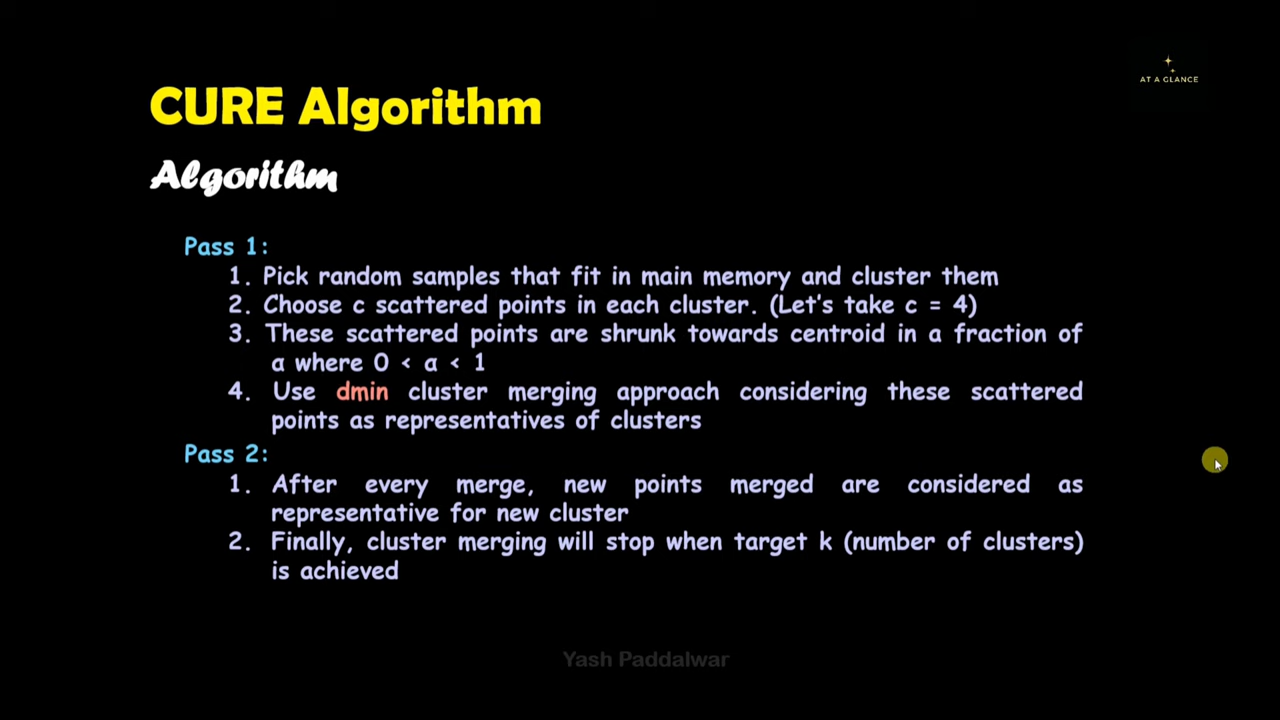 AT A GLANCE
CURE Algorithm
Algorithm
Pass 1:
1. Pick random samples that fit in main memory and cluster them
2. Choose c scattered points in each cluster. (Let's take c = 4)
3. These scattered points are shrunk towards centroid in a fraction of
α where 0 < α < 1
4. Use dmin cluster merging approach considering these scattered
points as representatives of clusters
Pass 2:
1. After every merge, new points merged are considered as
representative for new cluster
2. Finally, cluster merging will stop when target k (number of clusters)
is achieved
Yash Paddalwar